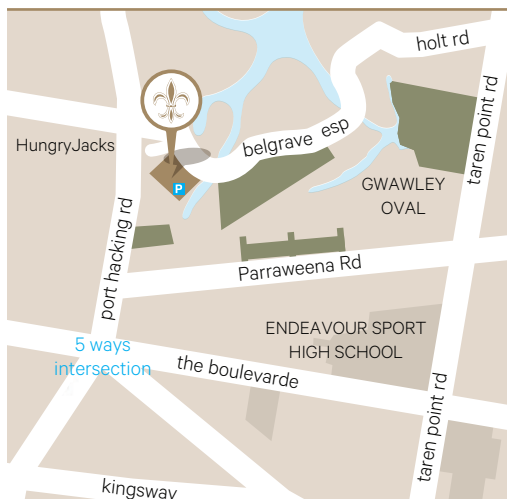 holt rd
taren point rd
belgrave esp
HungryJacks
P
GWAWLEY
OVAL
port hacking rd
Parraweena Rd
ENDEAVOUR SPORT
HIGH SCHOOL
5 ways
intersection
the boulevarde
taren point rd
kingsway